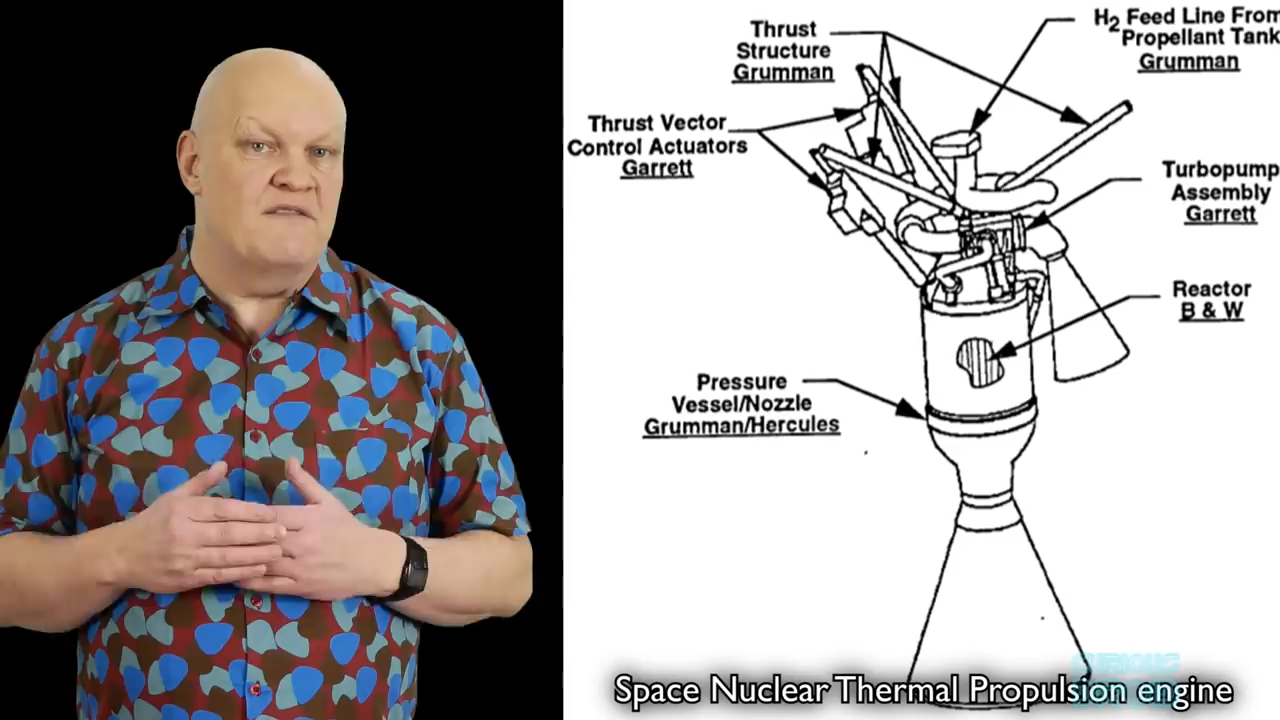 Thrust
Structure
Grumman
H2 Feed Line From
Propellant Tank
Grumman
Thrust Vector
Control Actuators
Garrett
Turbopump
Assembly
Garrett
Reactor
B & W
Pressure
Vessel/Nozzle
Grumman/Hercules
Space Nuclear Thermal Propulsion engine